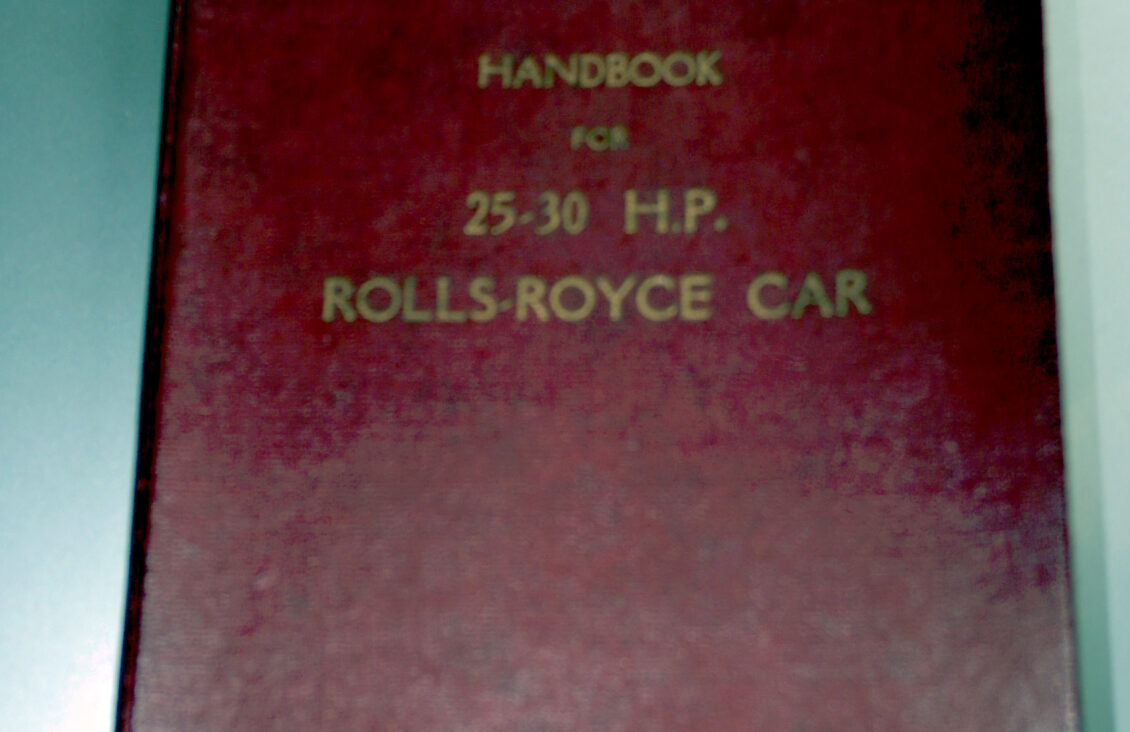 HANDBOOK
FOR
25-30 H.P.
ROLLS-ROYCE CAR